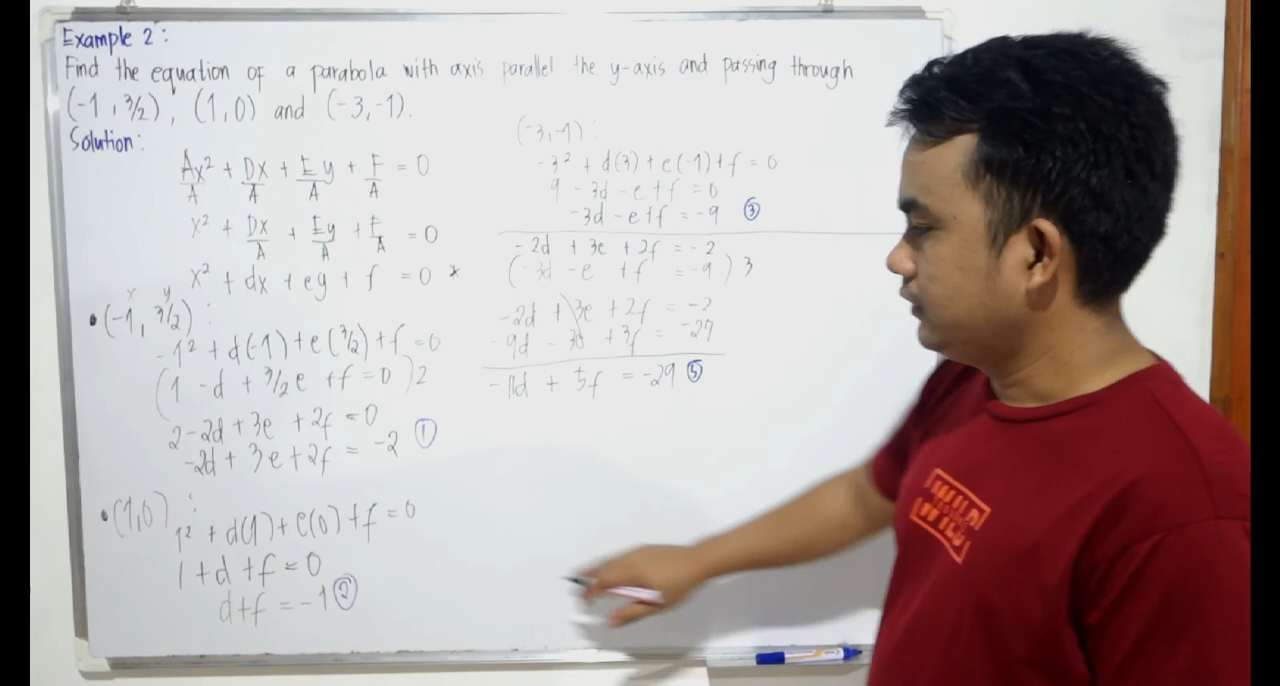 Example 2:
Find the equation of a parabola with axis parallel the y-axis and passing through
(-1, 3/2), (1,0) and (-3,-1).
Solution:
Ax²/A + Dx/A + Ey/A + F/A = 0
x² + Dx/A + Ey/A + F/A = 0
x² + dx + ey + f = 0 *
x y
• (-1, 3/2) :
-1² + d(-1) + e(3/2) + f = 0
(1 - d + 3/2e + f = 0) 2
2 - 2d + 3e + 2f = 0
-2d + 3e + 2f = -2 ①
• (1,0) :
1² + d(1) + e(0) + f = 0
1 + d + f = 0
d + f = -1 ②
(-3,-1) :
-3² + d(3) + e(-1) + f = 0
9 - 3d - e + f = 0
-3d - e + f = -9 ③
-2d + 3e + 2f = -2
(-3d - e + f = -9) 3
-2d + 3e + 2f = -2
-9d - 3e + 3f = -27
-11d + 5f = -29 ⑤